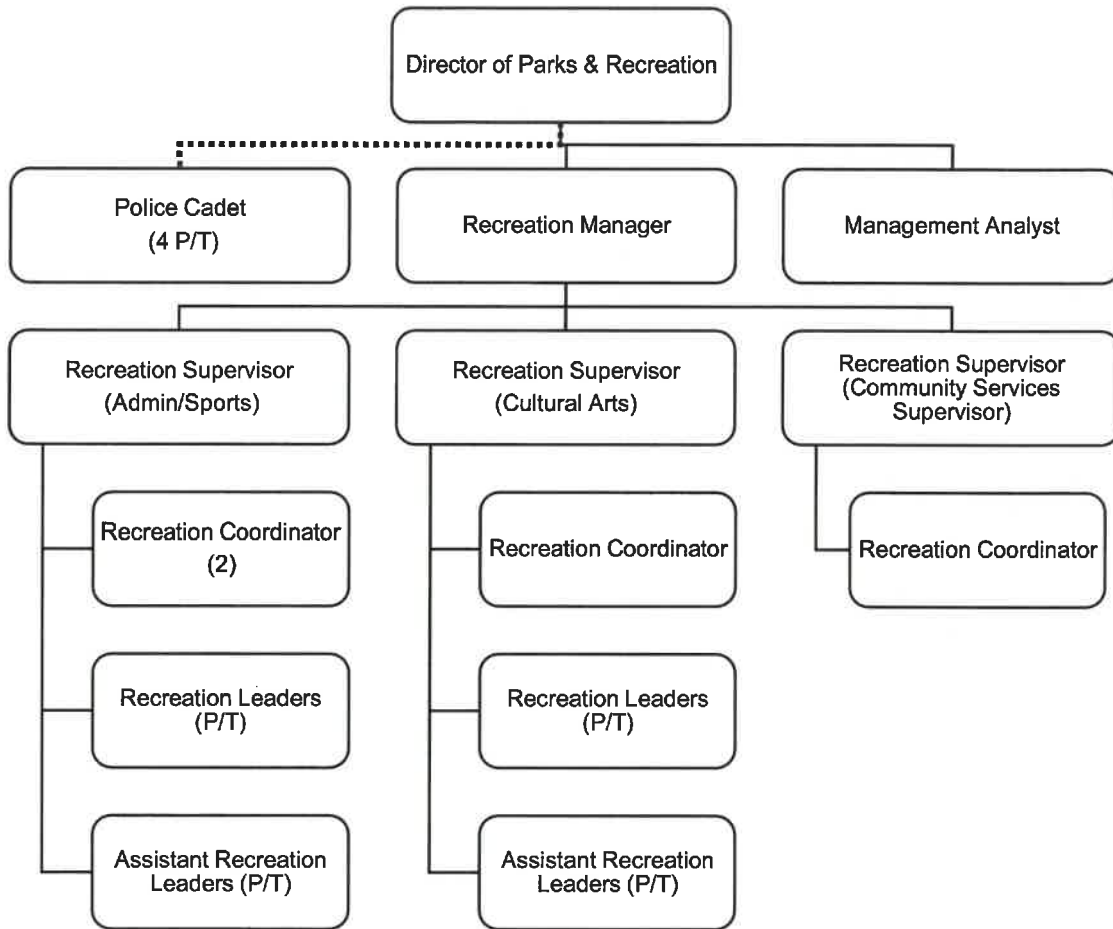 Director of Parks & Recreation
Police Cadet
(4 P/T)
Recreation Manager
Management Analyst
Recreation Supervisor
(Admin/Sports)
Recreation Supervisor
(Cultural Arts)
Recreation Supervisor
(Community Services
Supervisor)
Recreation Coordinator
(2)
Recreation Coordinator
Recreation Coordinator
Recreation Leaders
(P/T)
Recreation Leaders
(P/T)
Assistant Recreation
Leaders (P/T)
Assistant Recreation
Leaders (P/T)